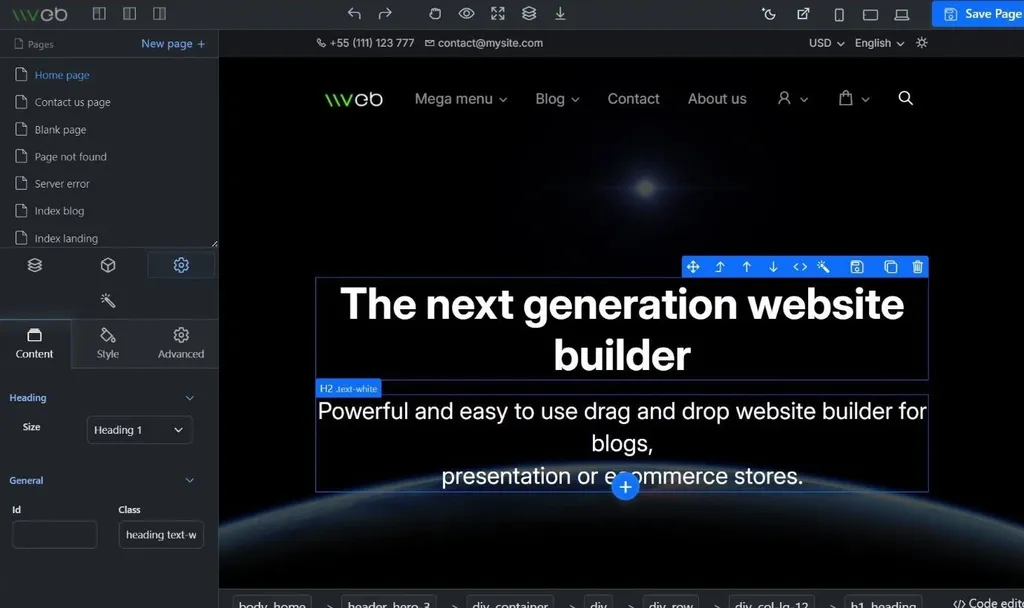 vveb
Save Page
Pages
New page +
Home page
Contact us page
Blank page
Page not found
Server error
Index blog
Index landing
Content
Style
Advanced
Heading
Size
Heading 1
General
Id
Class
heading text-w
+55 (111) 123 777
contact@mysite.com
USD
English
vveb
Mega menu
Blog
Contact
About us
The next generation website
builder
H2 .text-white
Powerful and easy to use drag and drop website builder for
blogs,
presentation or ecommerce stores.
body home > header hero-3 > div container > div > div row > div col-lg-12 > h1 heading
</> Code edit